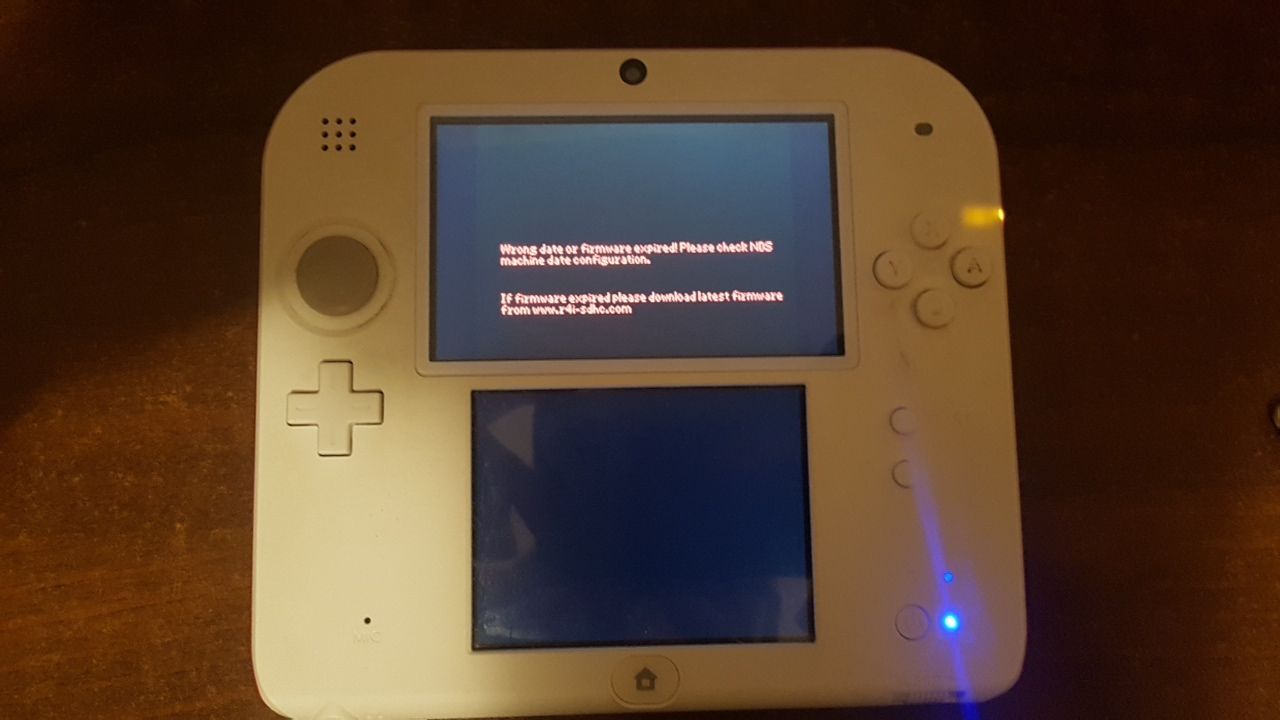 Wrong date or firmware expired! Please check NDS
machine date configuration.
If firmware expired please download latest firmware
from www.r4i-sdhc.com
Y
A
MIC